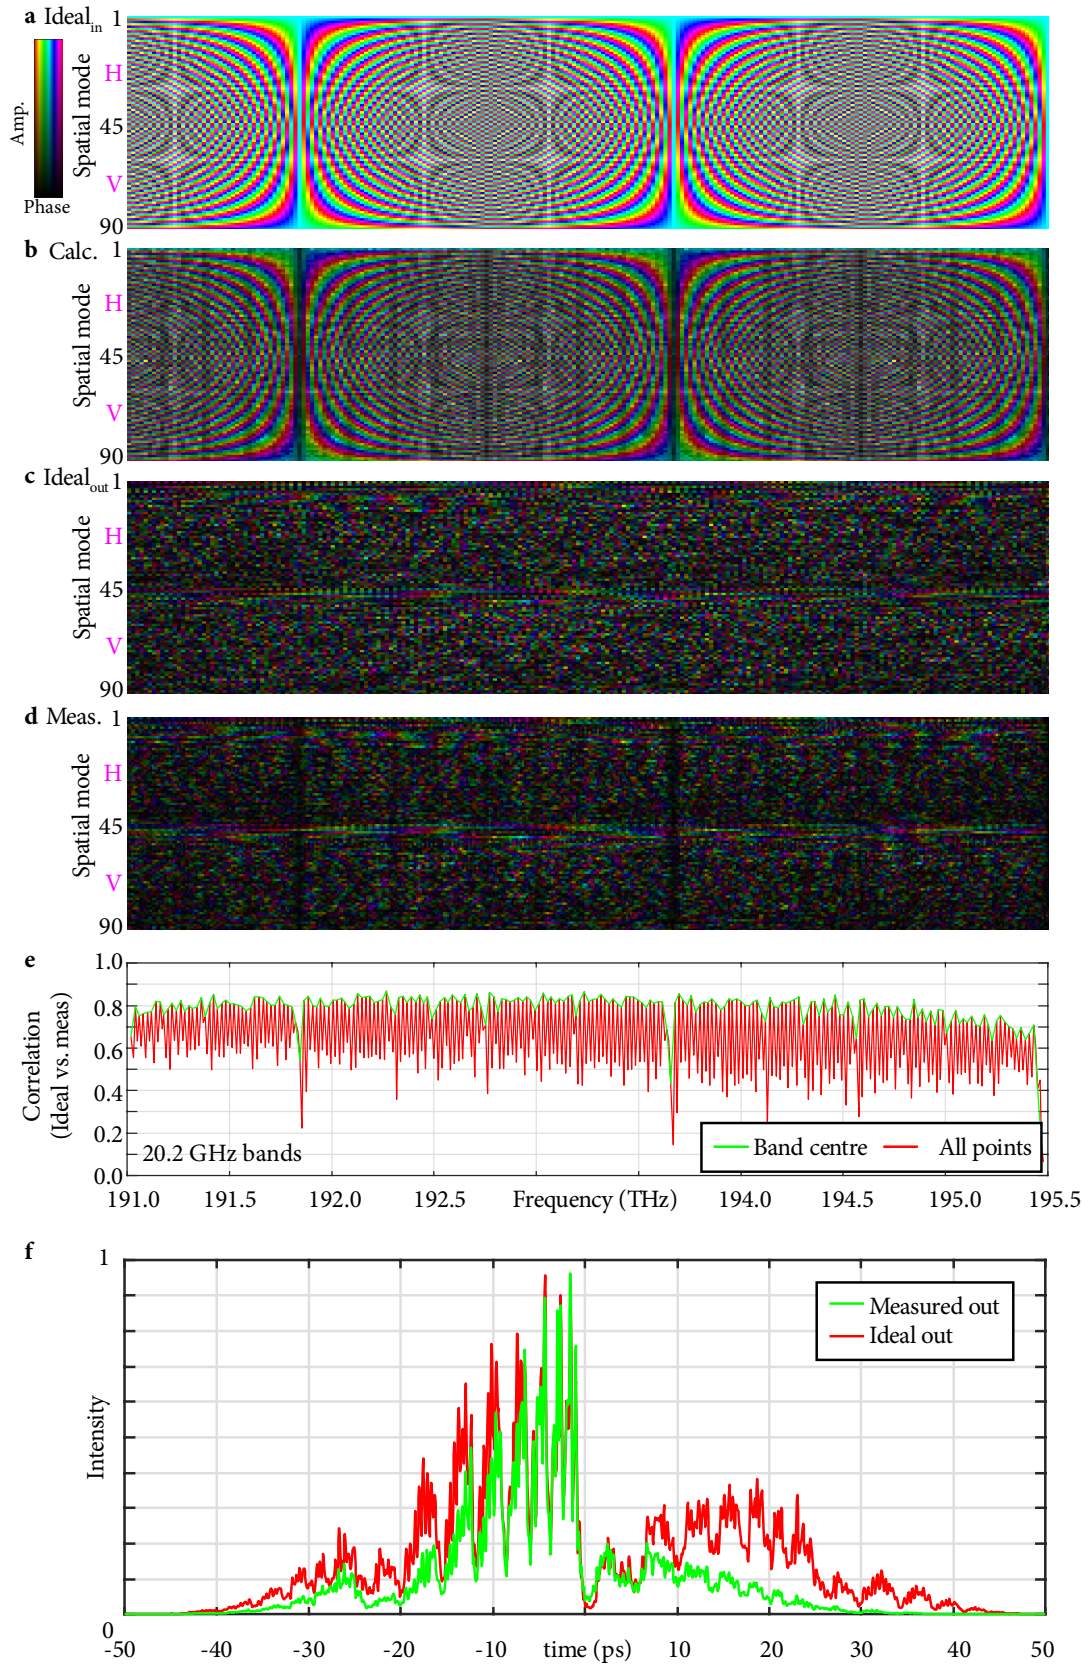 a Ideal_in 1
Amp.
Phase
Spatial mode
H
45
V
90
b Calc. 1
Spatial mode
H
45
V
90
c Ideal_out 1
Spatial mode
H
45
V
90
d Meas. 1
Spatial mode
H
45
V
90
e 1.0
0.8
0.6
0.4
0.2
0.0
Correlation
(Ideal vs. meas)
20.2 GHz bands
Band centre
All points
191.0 191.5 192.0 192.5 Frequency (THz) 194.0 194.5 195.0 195.5
f 1
Intensity
Measured out
Ideal out
0
-50 -40 -30 -20 -10 time (ps) 10 20 30 40 50